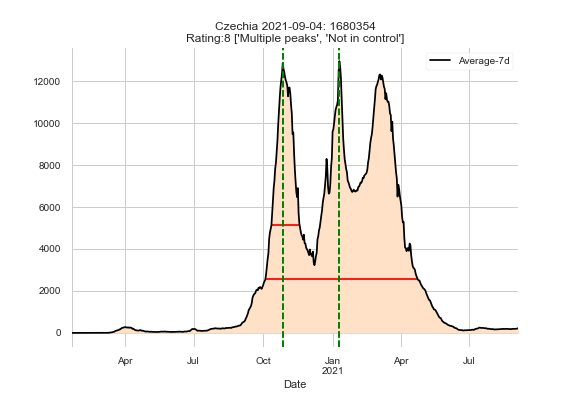 Czechia 2021-09-04: 1680354
Rating:8 ['Multiple peaks', 'Not in control']
Average-7d
12000
10000
8000
6000
4000
2000
0
Apr Jul Oct Jan Apr Jul
2021
Date